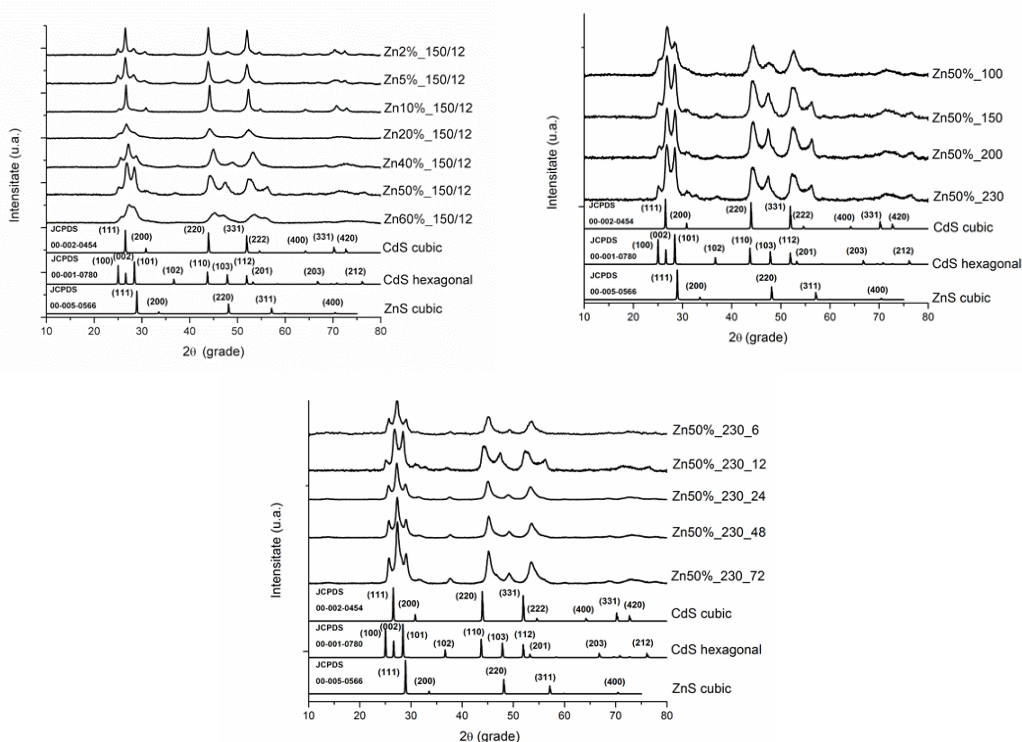 Intensitate (u.a.)
Zn2%_150/12
Zn5%_150/12
Zn10%_150/12
Zn20%_150/12
Zn40%_150/12
Zn50%_150/12
Zn60%_150/12
JCPDS
00-002-0454
(111) (200) (220) (331) (222) (400) (331) (420)
CdS cubic
JCPDS
00-001-0780
(100) (002) (101) (102) (110) (103) (112) (201) (203) (212)
CdS hexagonal
JCPDS
00-005-0566
(111) (200) (220) (311) (400)
ZnS cubic
10 20 30 40 50 60 70 80
2θ (grade)
Intensitate (u.a.)
Zn50%_100
Zn50%_150
Zn50%_200
Zn50%_230
JCPDS
00-002-0454
(111) (200) (220) (331) (222) (400) (331) (420)
CdS cubic
JCPDS
00-001-0780
(100) (002) (101) (102) (110) (103) (112) (201) (203) (212)
CdS hexagonal
JCPDS
00-005-0566
(111) (200) (220) (311) (400)
ZnS cubic
10 20 30 40 50 60 70 80
2θ (grade)
Intensitate (u.a.)
Zn50%_230_6
Zn50%_230_12
Zn50%_230_24
Zn50%_230_48
Zn50%_230_72
JCPDS
00-002-0454
(111) (200) (220) (331) (222) (400) (331) (420)
CdS cubic
JCPDS
00-001-0780
(100) (002) (101) (102) (110) (103) (112) (201) (203) (212)
CdS hexagonal
JCPDS
00-005-0566
(111) (200) (220) (311) (400)
ZnS cubic
10 20 30 40 50 60 70 80
2θ (grade)